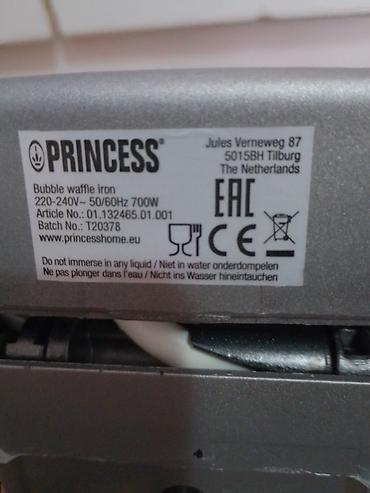 PRINCESS®
Jules Verneweg 87
5015BH Tilburg
The Netherlands
Bubble waffle iron
220-240V~ 50/60Hz 700W
Article No.: 01.132465.01.001
Batch No.: T20378
www.princesshome.eu
EAC
CE
Do not immerse in any liquid / Niet in water onderdompelen
Ne pas plonger dans l'eau / Nicht ins Wasser hineintauchen